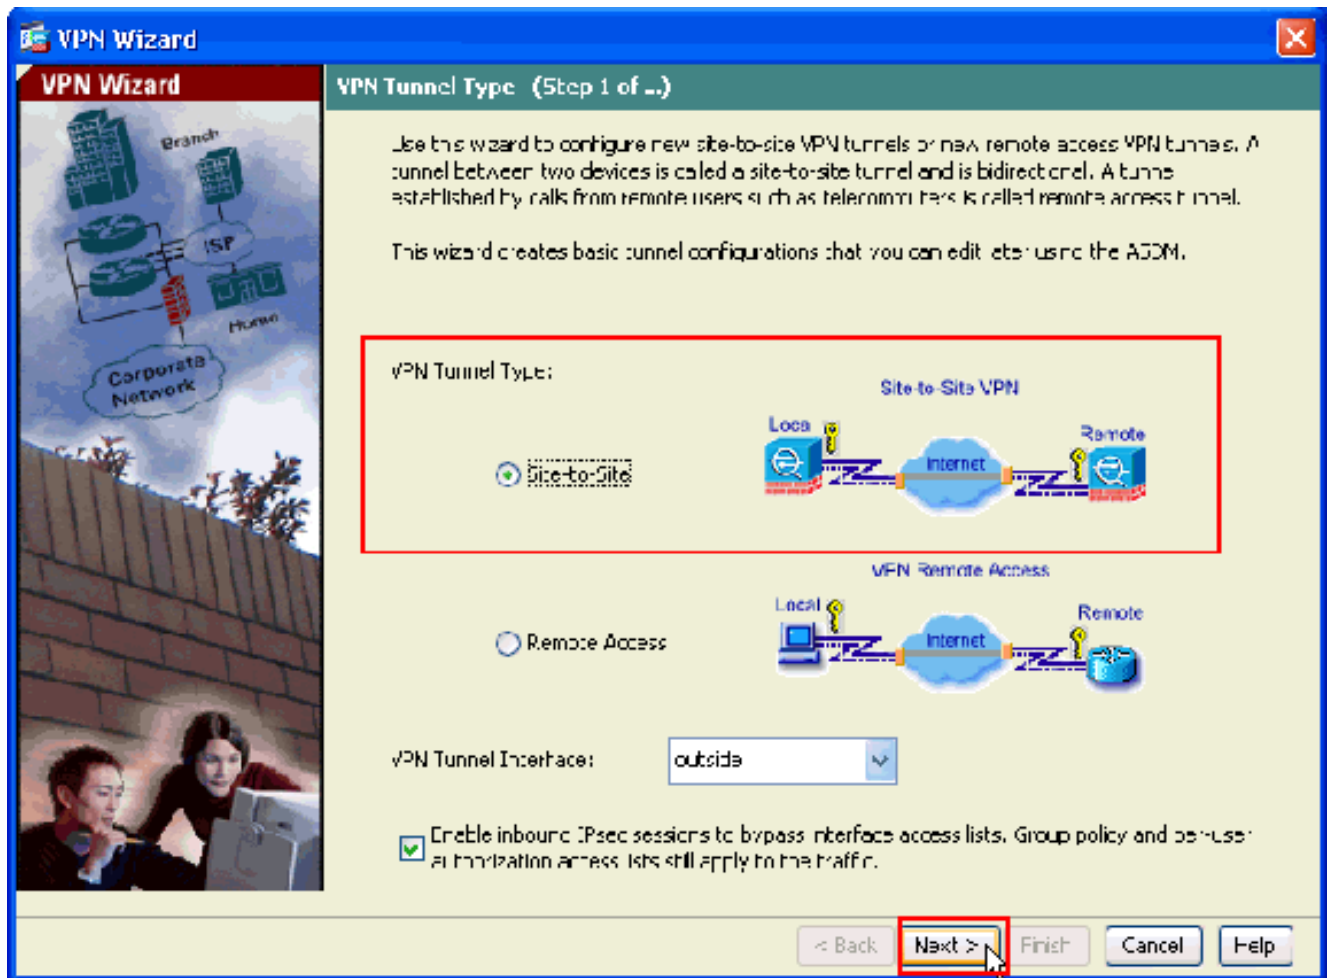 VPN Wizard
VPN Wizard
Branch
ISP
Home
Corporate
Network
VPN Tunnel Type (Step 1 of ...)
Use this wizard to configure new site-to-site VPN tunnels or new remote access VPN tunnels. A
tunnel between two devices is called a site-to-site tunnel and is bidirectional. A tunnel
established by calls from remote users such as telecommuters is called remote access tunnel.
This wizard creates basic tunnel configurations that you can edit later using the ASDM.
VPN Tunnel Type:
Site-to-Site VPN
Local
Remote
Internet
Site-to-Site
VPN Remote Access
Local
Remote
Internet
Remote Access
VPN Tunnel Interface:
outside
Enable inbound IPsec sessions to bypass interface access lists. Group policy and per-user
authorization access lists still apply to the traffic.
< Back
Next >
Finish
Cancel
Help